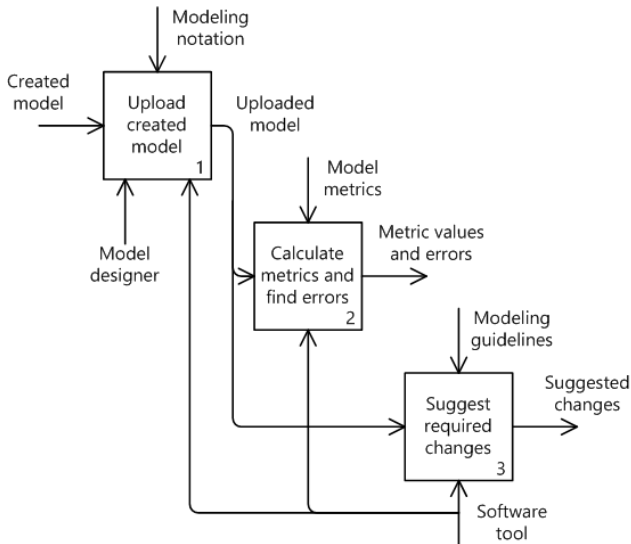 Modeling
notation
Created
model
Upload
created
model
1
Uploaded
model
Model
designer
Model
metrics
Calculate
metrics and
find errors
2
Metric values
and errors
Modeling
guidelines
Suggest
required
changes
3
Suggested
changes
Software
tool